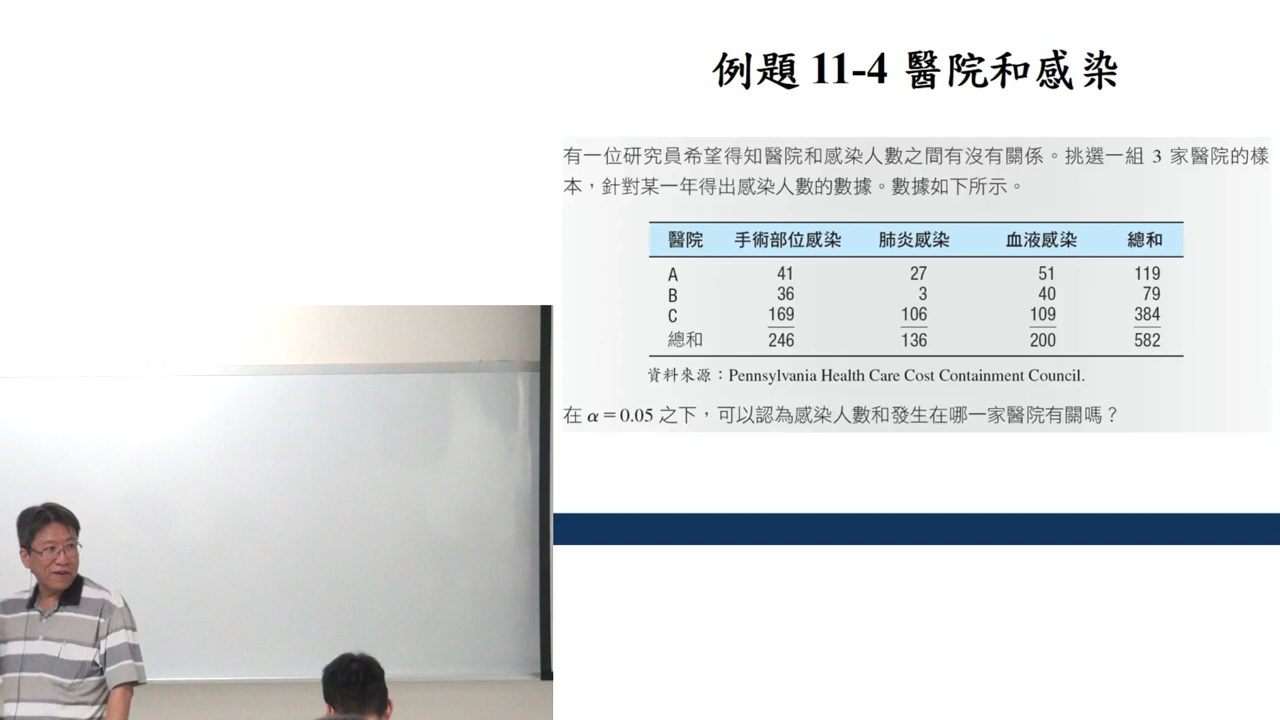 例題 11-4 醫院和感染
有一位研究員希望得知醫院和感染人數之間有沒有關係。挑選一組 3 家醫院的樣
本，針對某一年得出感染人數的數據。數據如下所示。
醫院 手術部位感染 肺炎感染 血液感染 總和
A 41 27 51 119
B 36 3 40 79
C 169 106 109 384
總和 246 136 200 582
資料來源：Pennsylvania Health Care Cost Containment Council.
在 α = 0.05 之下，可以認為感染人數和發生在哪一家醫院有關嗎？